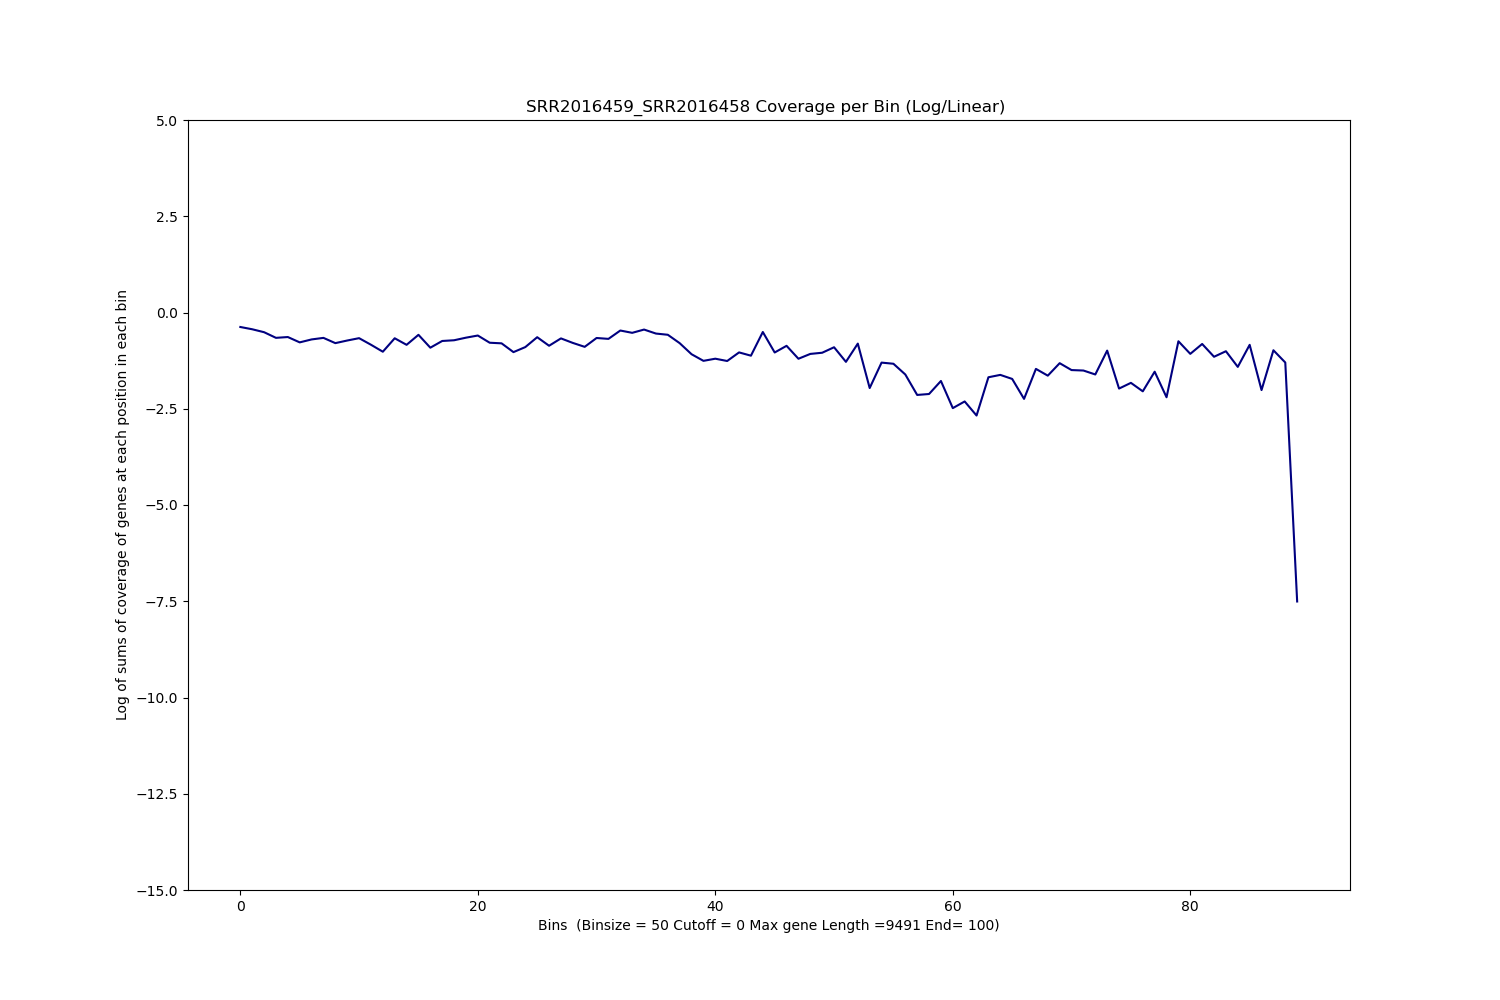 SRR2016459_SRR2016458 Coverage per Bin (Log/Linear)
Log of sums of coverage of genes at each position in each bin
5.0
2.5
0.0
−2.5
−5.0
−7.5
−10.0
−12.5
−15.0
0 20 40 60 80
Bins  (Binsize = 50 Cutoff = 0 Max gene Length =9491 End= 100)